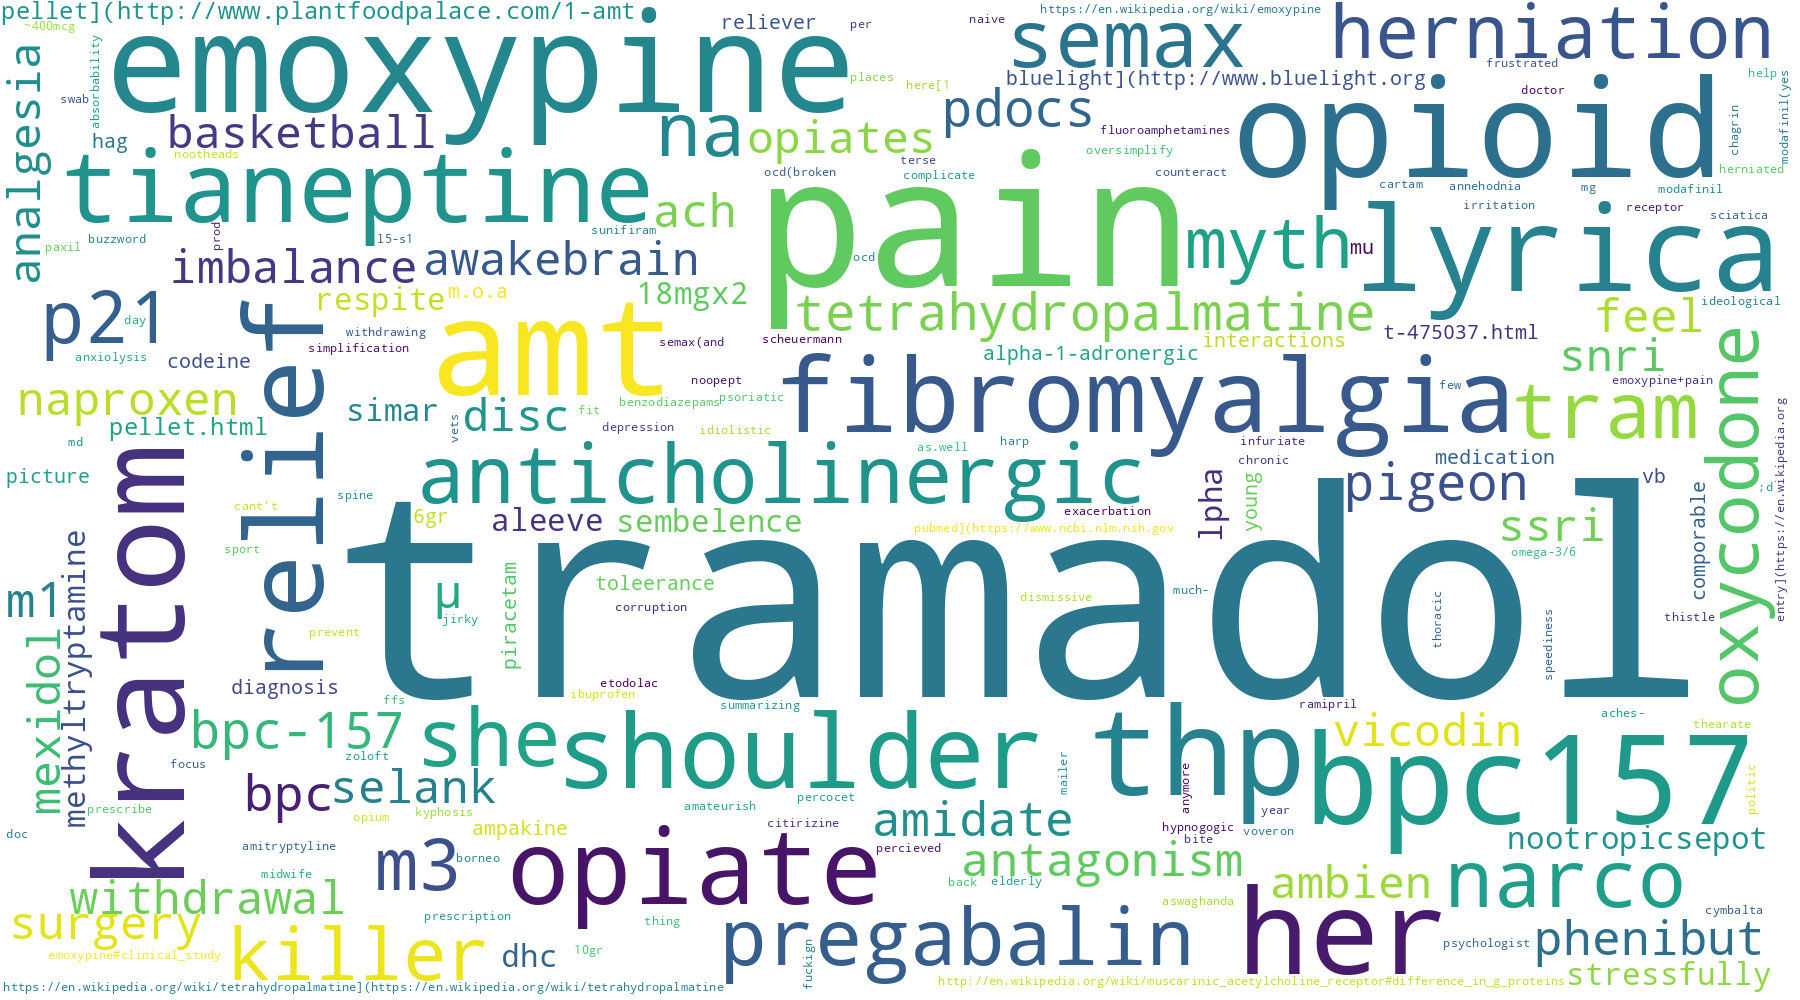 pellet](http://www.plantfoodpalace.com/1-amt
https://en.wikipedia.org/wiki/emoxypine
~400mcg
emoxypine
reliever
per
naive
semax
herniation
analgesia
absorbability
swab
places
here[1
bluelight](http://www.bluelight.org
frustrated
help
doctor
modafinil(yes
hag
basketball
na
opiates
pdocs
opioid
fluoroamphetamines
chagrin
nootheads
tianeptine
ocd(broken
terse
complicate
oversimplify
counteract
cartam
annehodnia
mg
modafinil
herniated
pain
paxil
buzzword
prod
l5-s1
sunifiram
ach
ocd
myth
mu
irritation
receptor
sciatica
lyrica
imbalance
awakebrain
p21
day
respite
m.o.a
18mgx2
tetrahydropalmatine
ideological
feel
anxiolysis
codeine
withdrawing
simplification
relief
amt
semax(and
scheuermann
alpha-1-adronergic
interactions
t-475037.html
snri
oxycodone
naproxen
noopept
benzodiazepams
psoriatic
fibromyalgia
few
emoxypine+pain
tram
pellet.html
simar
disc
fit
vets
depression
idiolistic
md
kratom
picture
anticholinergic
as.well
harp
infuriate
chronic
medication
pigeon
vb
;d
entry](https://en.wikipedia.org
cant't
spine
6gr
aleeve
sembelence
exacerbation
lpha
young
pubmed](https://www.ncbi.nlm.nih.gov
ssri
comporable
omega-3/6
sport
tramadol
methyltryptamine
m1
µ
jirky
piracetam
toleerance
corruption
dismissive
much-
thoracic
speediness
thistle
prevent
mexidol
diagnosis
ffs
etodolac
ibuprofen
summarizing
ramipril
aches-
thearate
bpc-157
zoloft
she
shoulder
thp
vicodin
bpc157
focus
bpc
selank
mailer
anymore
politic
prescribe
opium
kyphosis
amateurish
percocet
year
doc
amitryptyline
ampakine
citirizine
amidate
hypnogogic
bite
voveron
nootropicsepot
m3
borneo
opiate
percieved
antagonism
midwife
withdrawal
back
elderly
ambien
narco
aswaghanda
surgery
prescription
thing
her
cymbalta
emoxypine#clinical_study
killer
dhc
10gr
fuckign
pregabalin
psychologist
phenibut
http://en.wikipedia.org/wiki/muscarinic_acetylcholine_receptor#difference_in_g_proteins
stressfully
https://en.wikipedia.org/wiki/tetrahydropalmatine](https://en.wikipedia.org/wiki/tetrahydropalmatine